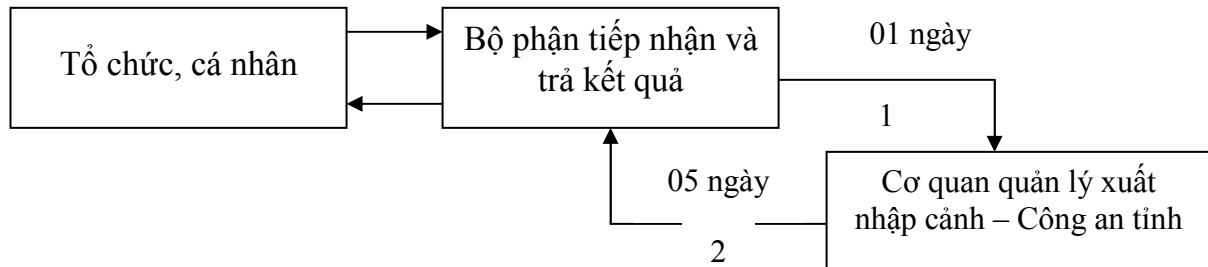 Tổ chức, cá nhân
Bộ phận tiếp nhận và
trả kết quả
01 ngày
1
05 ngày
2
Cơ quan quản lý xuất
nhập cảnh – Công an tỉnh